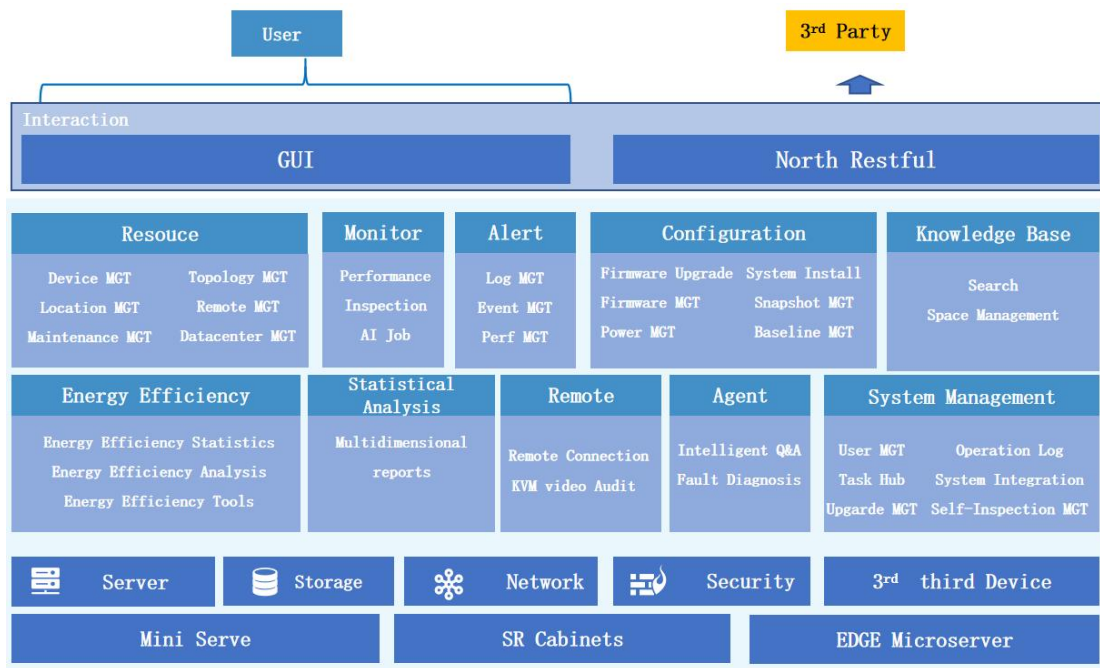 User
3rd Party
Interaction
GUI
North Restful
Resouce
Device MGT
Topology MGT
Location MGT
Remote MGT
Maintenance MGT
Datacenter MGT
Monitor
Performance
Inspection
AI Job
Alert
Log MGT
Event MGT
Perf MGT
Configuration
Firmware Upgrade
System Install
Firmware MGT
Snapshot MGT
Power MGT
Baseline MGT
Knowledge Base
Search
Space Management
Energy Efficiency
Energy Efficiency Statistics
Energy Efficiency Analysis
Energy Efficiency Tools
Statistical
Analysis
Multidimensional
reports
Remote
Remote Connection
KVM video Audit
Agent
Intelligent Q&A
Fault Diagnosis
System Management
User MGT
Operation Log
Task Hub
System Integration
Upgarde MGT
Self-Inspection MGT
Server
Storage
Network
Security
3rd third Device
Mini Serve
SR Cabinets
EDGE Microserver